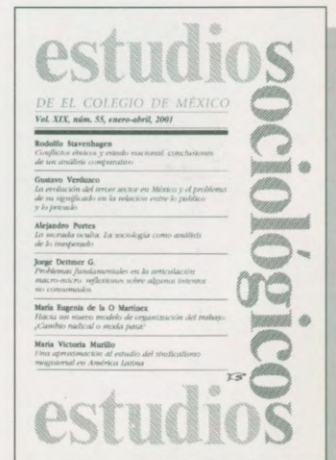 estudios
sociológicos
DE EL COLEGIO DE MÉXICO
Vol. XIX, núm. 55, enero-abril, 2001
Rodolfo Stavenhagen
Conflictos étnicos y estado nacional: conclusiones
de un análisis comparativo
Gustavo Verduzco
La evolución del tercer sector en México y el problema
de su significado en la relación entre lo público
y lo privado
Alejandro Portes
La mirada oculta. La sociología como análisis
de lo inesperado
Jorge Dettmer G.
Problemas fundamentales en la articulación
macro-micro: reflexiones sobre algunos intentos
no consumados
María Eugenia de la O Martínez
Hacia un nuevo modelo de organización del trabajo:
¿Cambio radical o moda pasa?
María Victoria Murillo
Una aproximación al estudio del sindicalismo
magisterial en América Latina
estudios